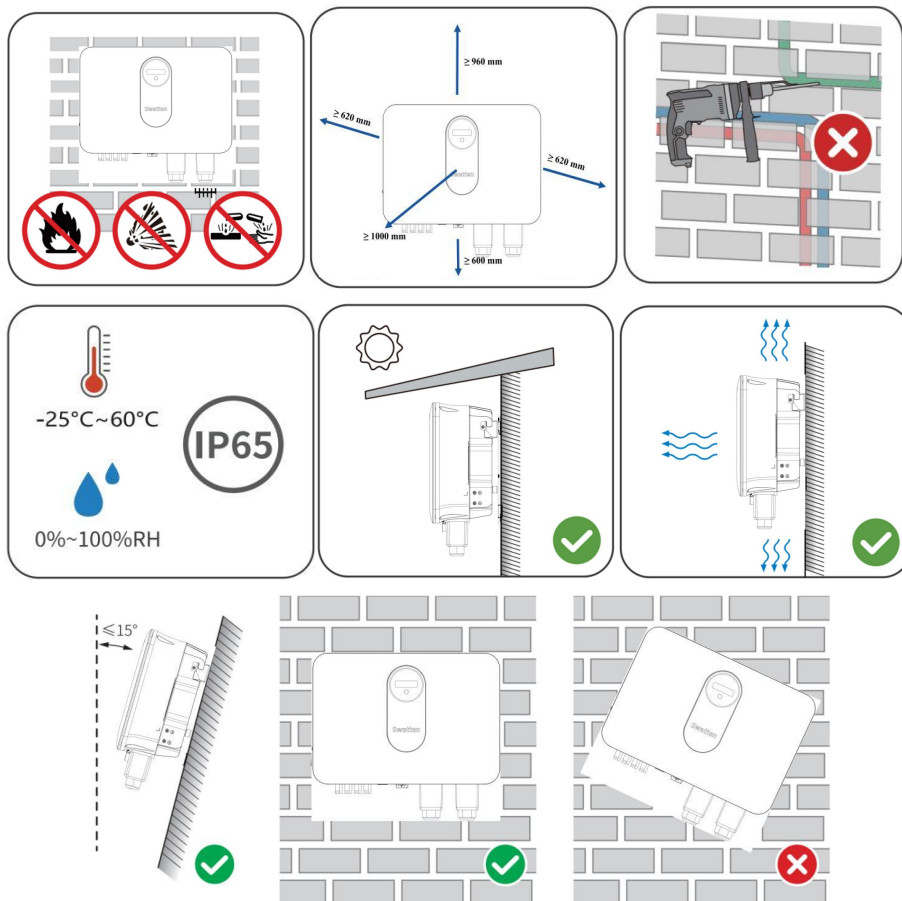 Swatten
≥ 960 mm
≥ 620 mm
≥ 620 mm
Swatten
≥ 1000 mm
≥ 600 mm
-25°C~60°C
IP65
0%~100%RH
≤15°
Swatten
Swatten